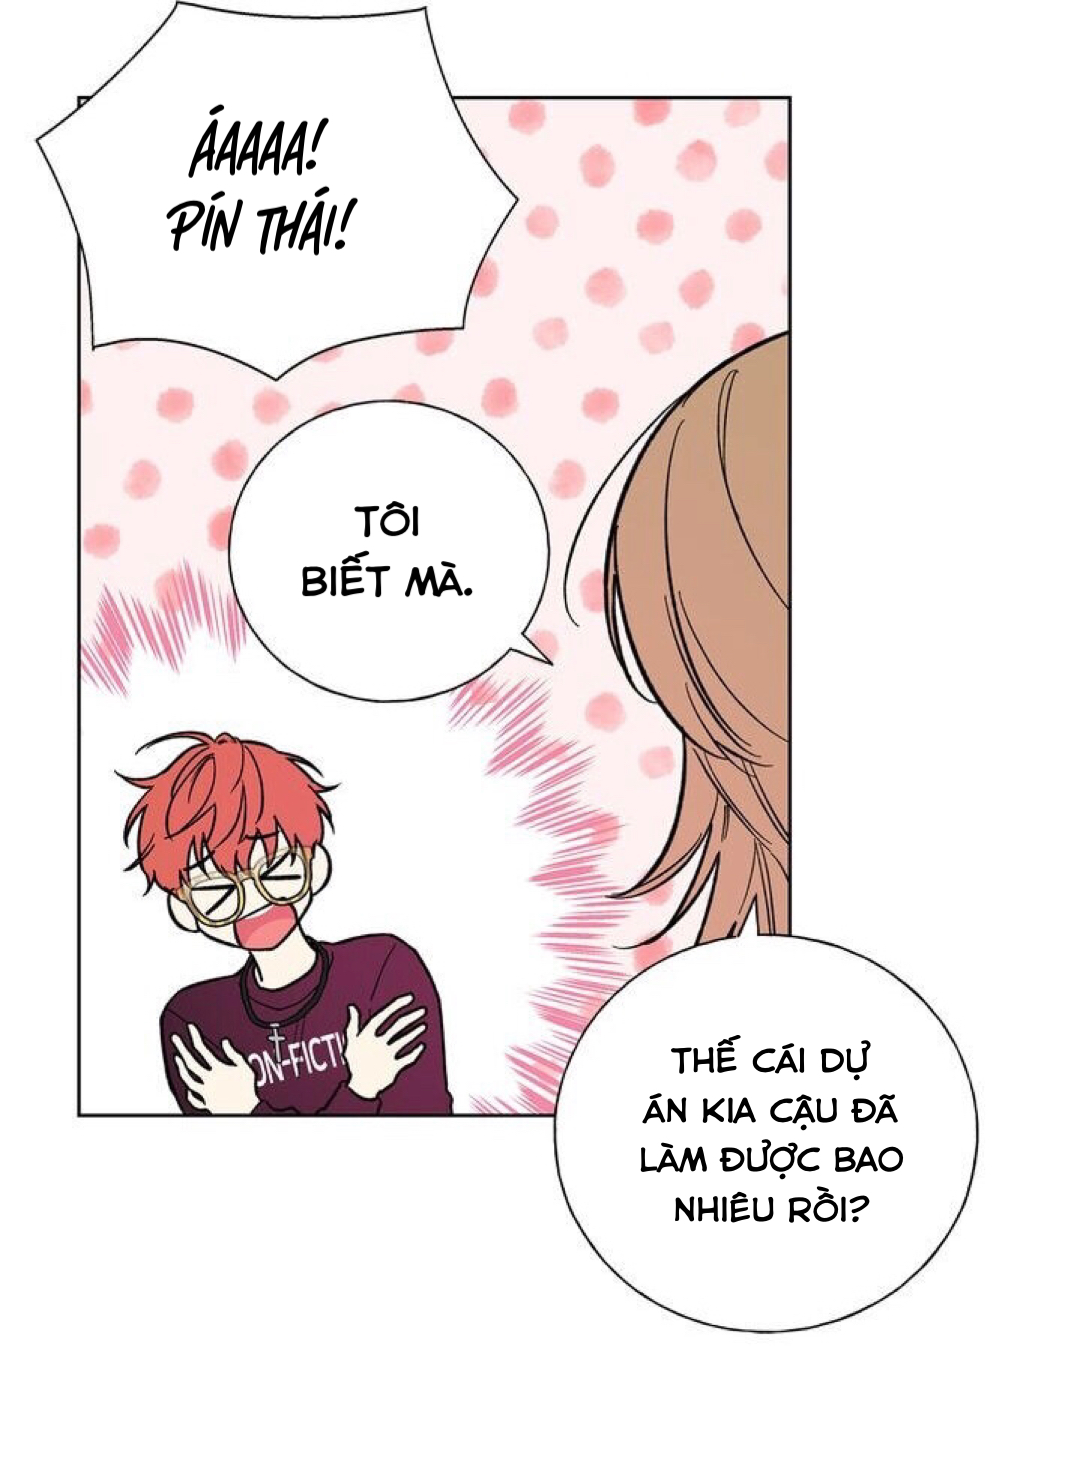 ÁAAAA!
PÍN THÁI!
TÔI
BIẾT MÀ.
ON-FICTI
THẾ CÁI DỰ
ÁN KIA CẬU ĐÃ
LÀM ĐƯỢC BAO
NHIÊU RỒI?